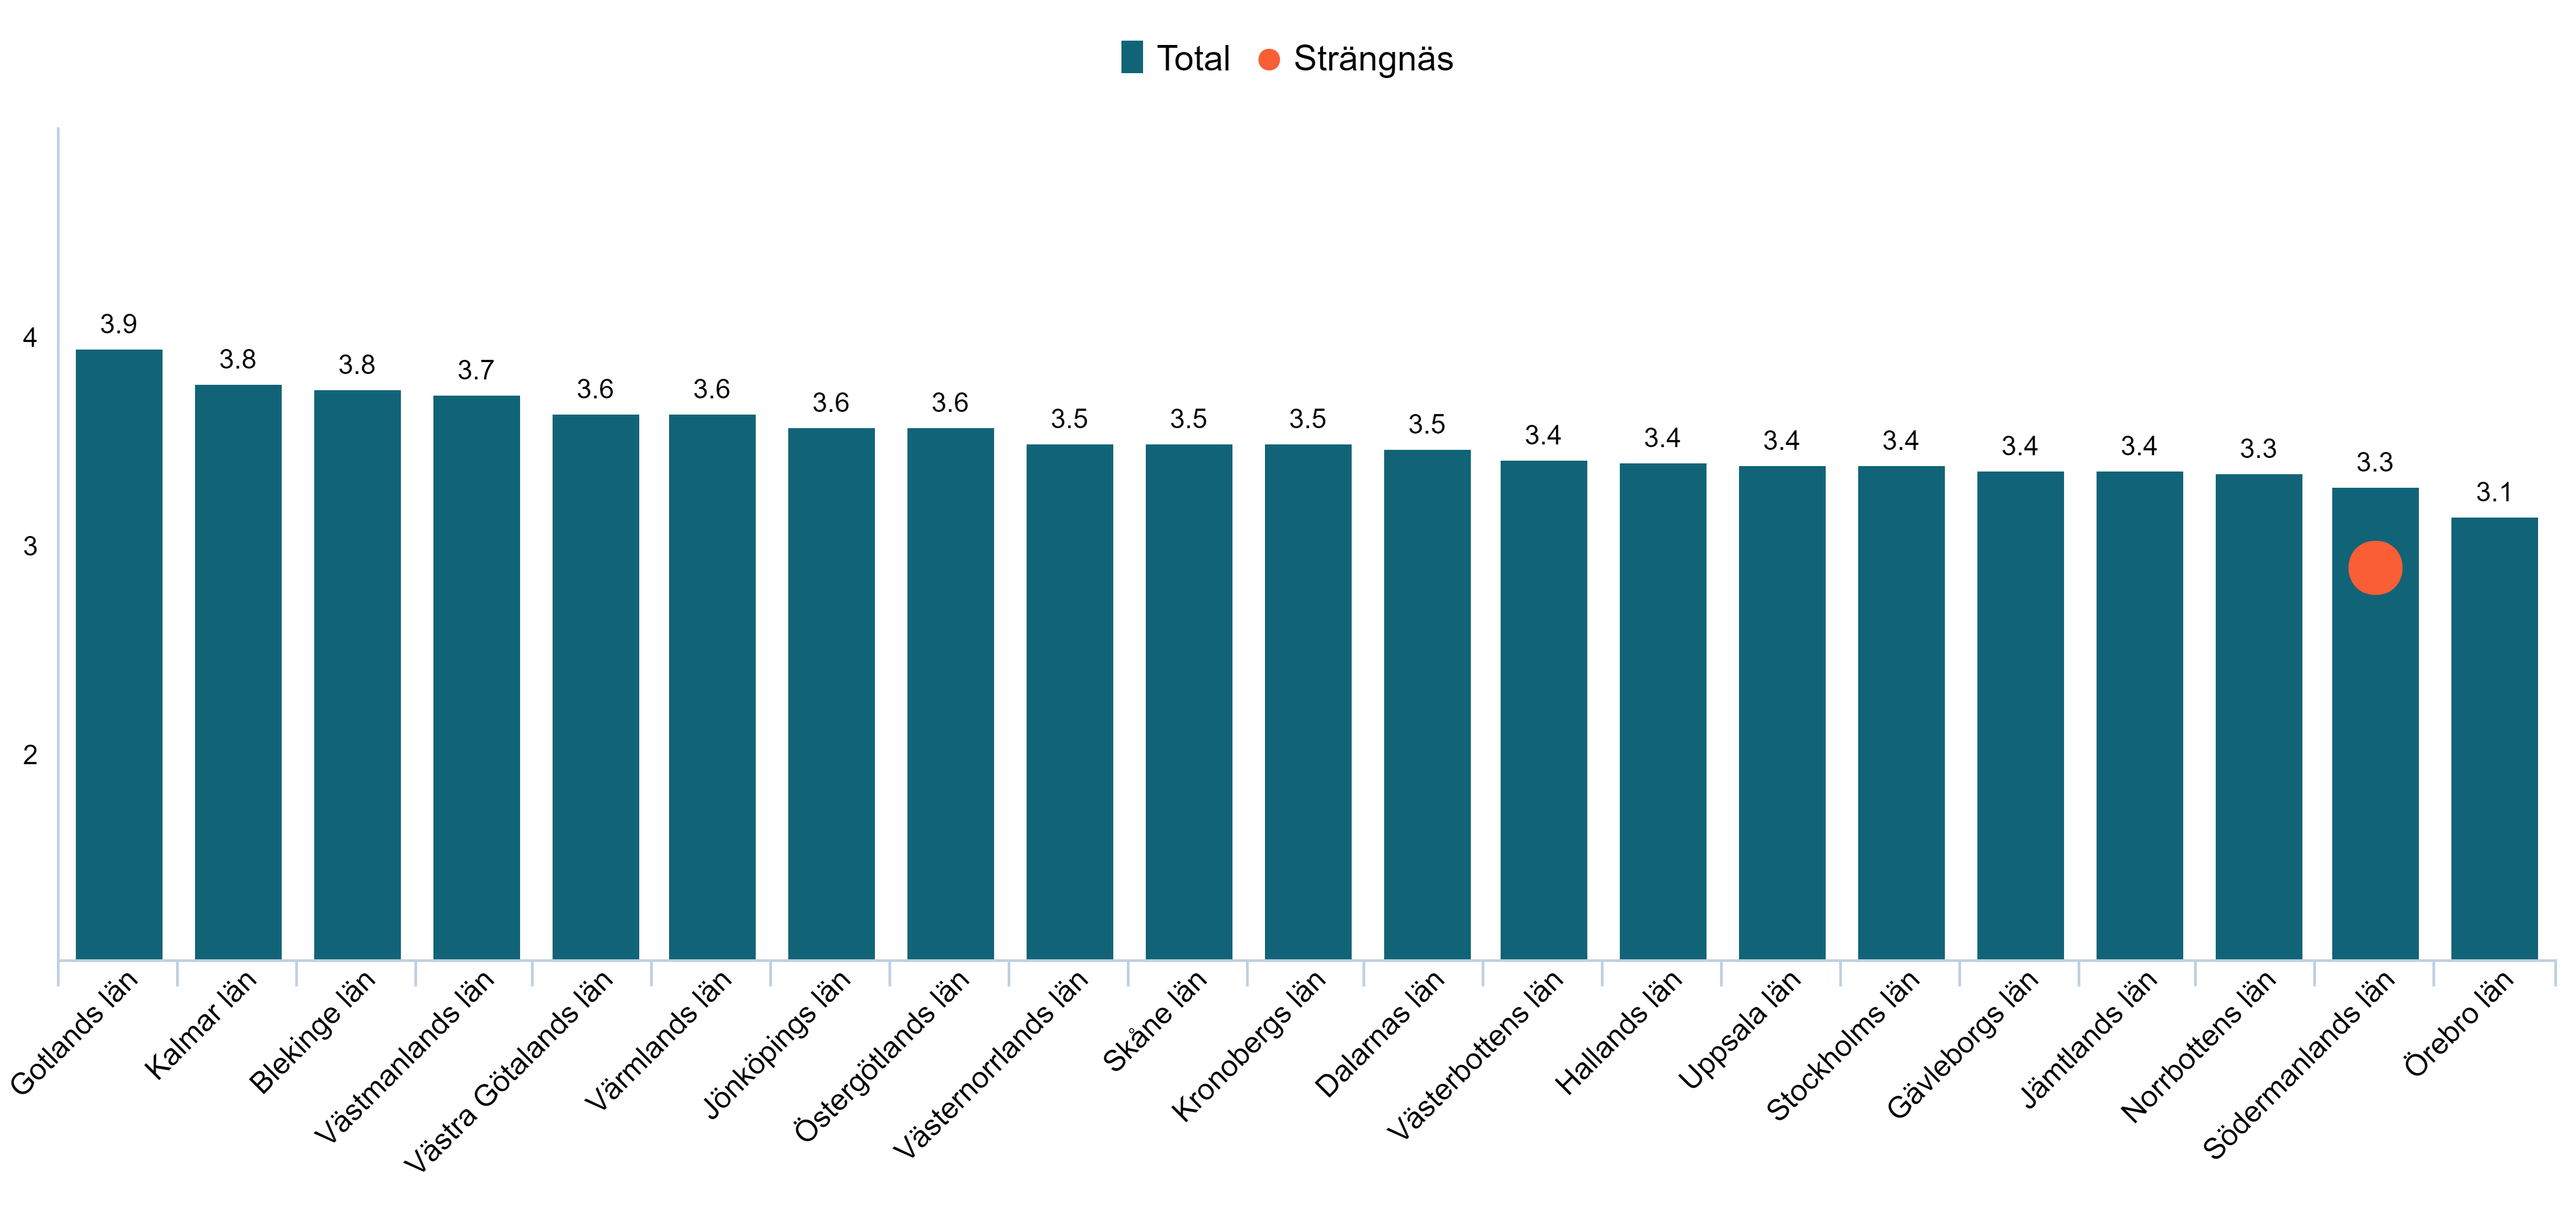 Total Strängnäs
4
3
2
3.9
3.8
3.8
3.7
3.6
3.6
3.6
3.6
3.5
3.5
3.5
3.5
3.4
3.4
3.4
3.4
3.4
3.4
3.3
3.3
3.1
Gotlands län
Kalmar län
Blekinge län
Västmanlands län
Västra Götalands län
Värmlands län
Jönköpings län
Östergötlands län
Västernorrlands län
Skåne län
Kronobergs län
Dalarnas län
Västerbottens län
Hallands län
Uppsala län
Stockholms län
Gävleborgs län
Jämtlands län
Norrbottens län
Södermanlands län
Örebro län